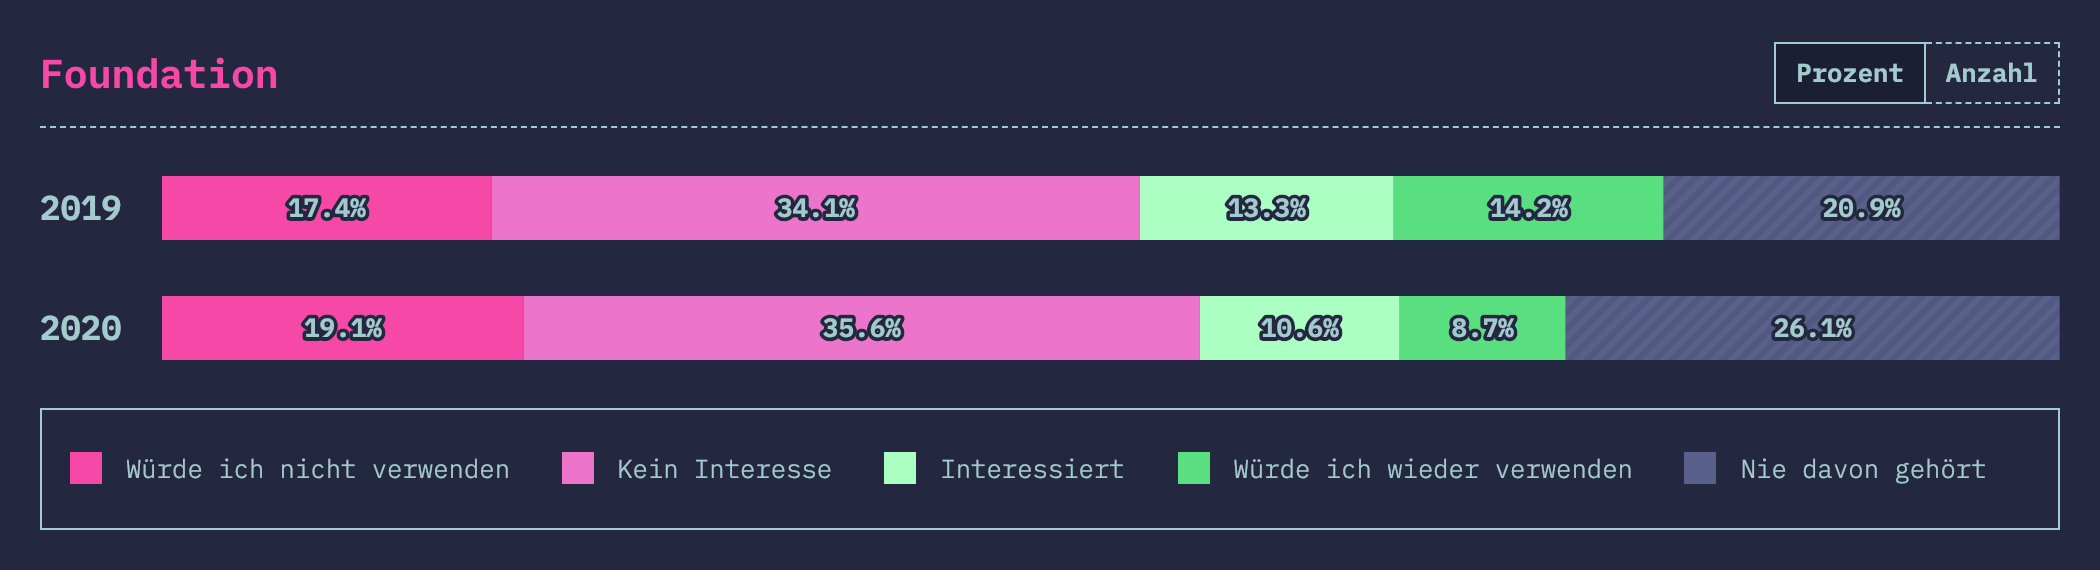 Foundation
Prozent Anzahl
2019 17.4% 34.1% 13.3% 14.2% 20.9%
2020 19.1% 35.6% 10.6% 8.7% 26.1%
Würde ich nicht verwenden Kein Interesse Interessiert Würde ich wieder verwenden Nie davon gehört